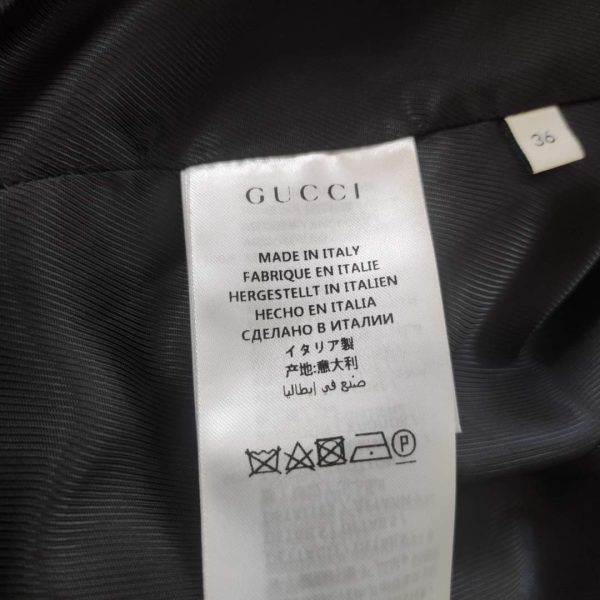 GUCCI
MADE IN ITALY
FABRIQUE EN ITALIE
HERGESTELLT IN ITALIEN
HECHO EN ITALIA
СДЕЛАНО В ИТАЛИИ
イタリア製
产地:意大利
صنع في إيطاليا
P
36